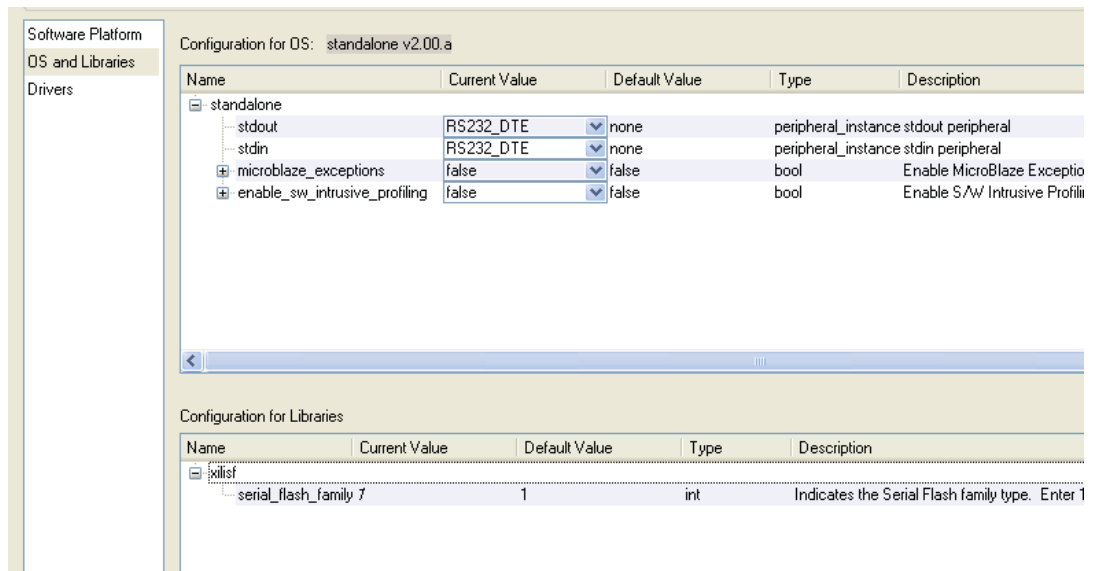 Software Platform
OS and Libraries
Drivers
Configuration for OS: standalone v2.00.a
Name Current Value Default Value Type Description
standalone
stdout RS232_DTE none peripheral_instance stdout peripheral
stdin RS232_DTE none peripheral_instance stdin peripheral
microblaze_exceptions false false bool Enable MicroBlaze Exceptio
enable_sw_intrusive_profiling false false bool Enable S/W Intrusive Profili
Configuration for Libraries
Name Current Value Default Value Type Description
xilisf
serial_flash_family 1 1 int Indicates the Serial Flash family type. Enter 1